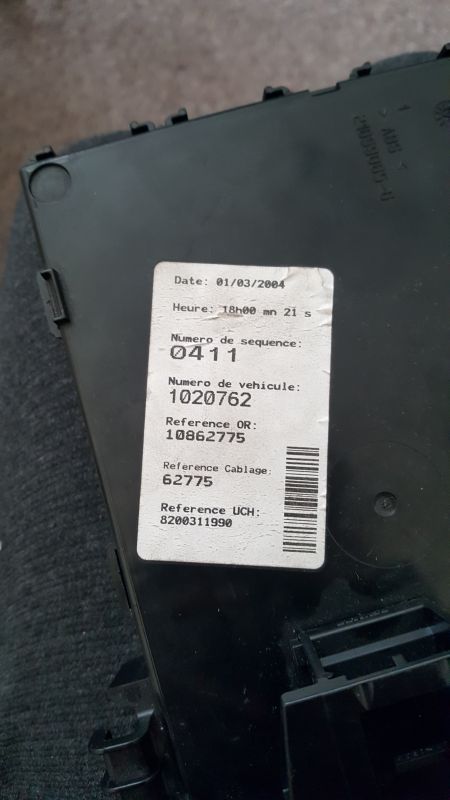 Date: 01/03/2004
Heure: 18h00 mn 21 s
Numero de sequence:
0411
Numero de vehicule:
1020762
Reference OR:
10862775
Reference Cablage:
62775
Reference UCH:
8200311990
> ABS <